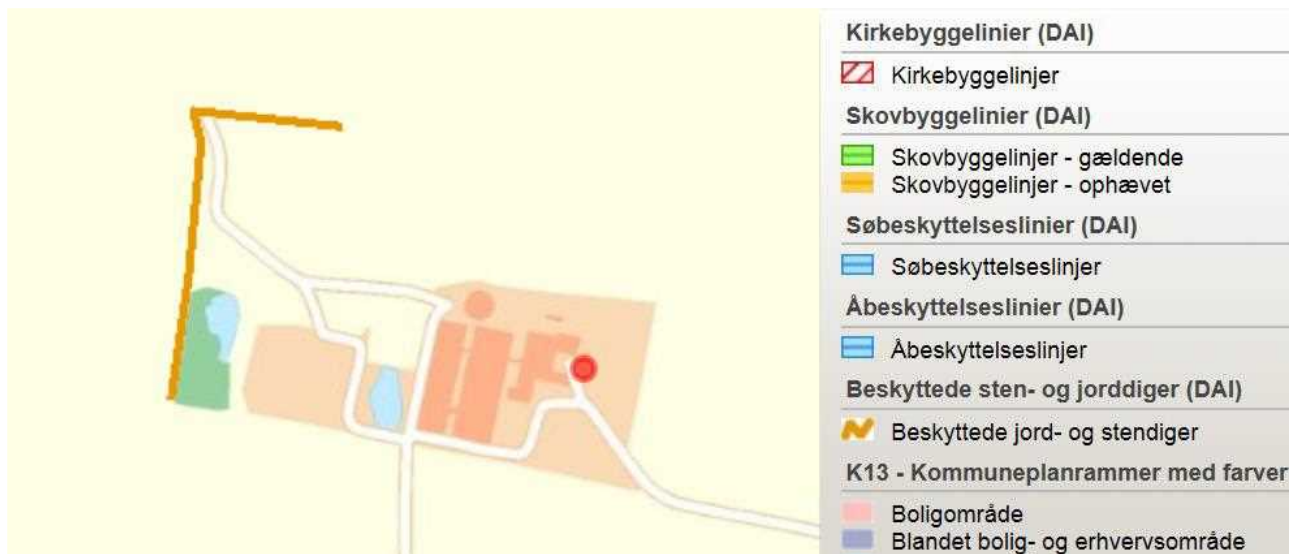 Kirkebyggelinier (DAI)
Kirkebyggelinjer
Skovbyggelinier (DAI)
Skovbyggelinjer - gældende
Skovbyggelinjer - ophævet
Søbeskyttelseslinier (DAI)
Søbeskyttelseslinjer
Åbeskyttelseslinier (DAI)
Åbeskyttelseslinjer
Beskyttede sten- og jorddiger (DAI)
Beskyttede jord- og stendiger
K13 - Kommuneplanrammer med farver
Boligområde
Blandet bolig- og erhvervsområde